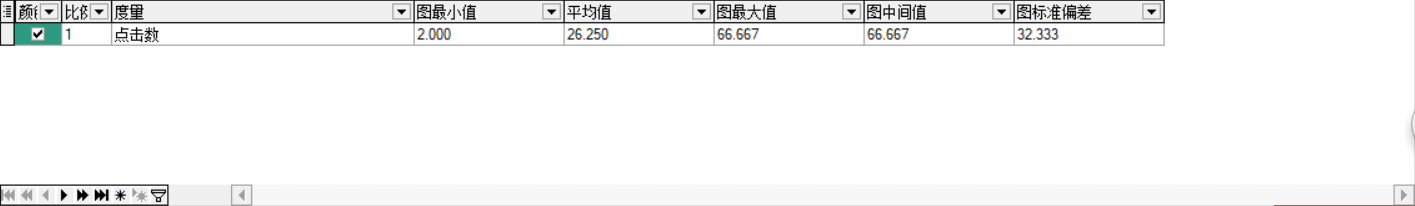 颜 比例 度量 图最小值 平均值 图最大值 图中间值 图标准偏差
1 点击数 2.000 26.250 66.667 66.667 32.333